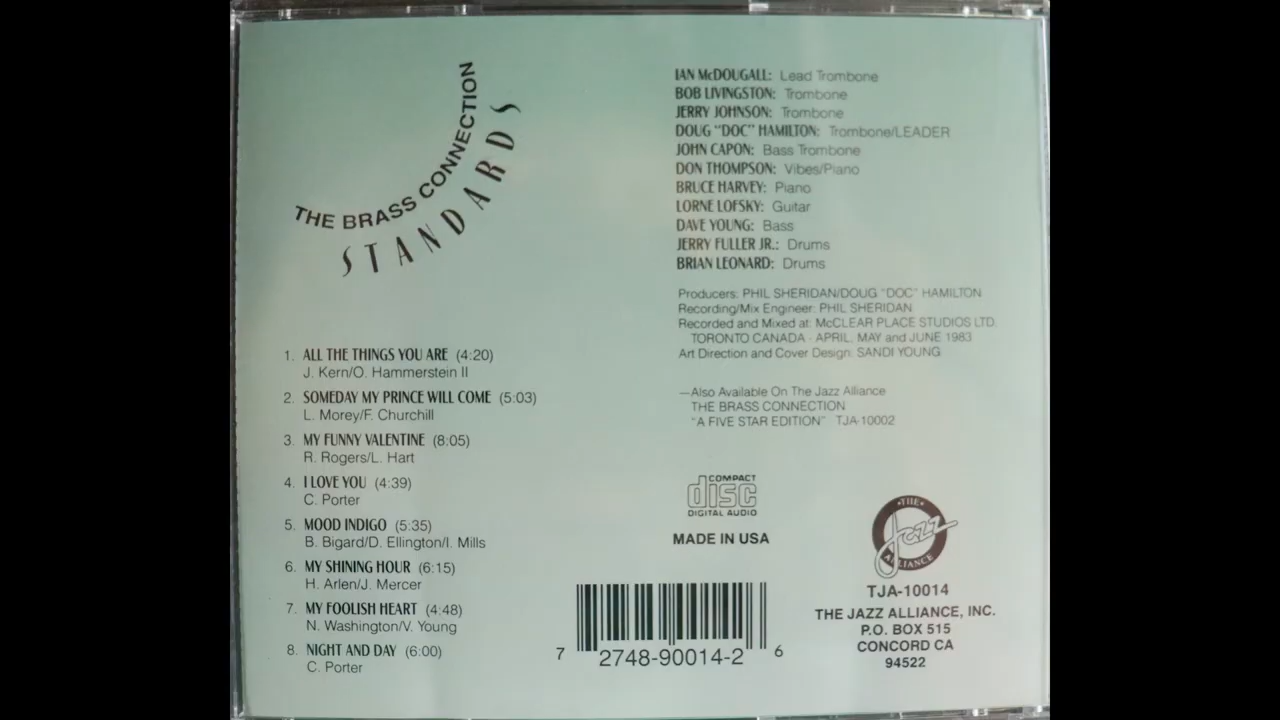 THE BRASS CONNECTION
STANDARDS
1. ALL THE THINGS YOU ARE (4:20)
J. Kern/O. Hammerstein II
2. SOMEDAY MY PRINCE WILL COME (5:03)
L. Morey/F. Churchill
3. MY FUNNY VALENTINE (8:05)
R. Rogers/L. Hart
4. I LOVE YOU (4:39)
C. Porter
5. MOOD INDIGO (5:35)
B. Bigard/D. Ellington/I. Mills
6. MY SHINING HOUR (6:15)
H. Arlen/J. Mercer
7. MY FOOLISH HEART (4:48)
N. Washington/V. Young
8. NIGHT AND DAY (6:00)
C. Porter
IAN McDOUGALL: Lead Trombone
BOB LIVINGSTON: Trombone
JERRY JOHNSON: Trombone
DOUG "DOC" HAMILTON: Trombone/LEADER
JOHN CAPON: Bass Trombone
DON THOMPSON: Vibes/Piano
BRUCE HARVEY: Piano
LORNE LOFSKY: Guitar
DAVE YOUNG: Bass
JERRY FULLER JR.: Drums
BRIAN LEONARD: Drums
Producers: PHIL SHERIDAN/DOUG "DOC" HAMILTON
Recording/Mix Engineer: PHIL SHERIDAN
Recorded and Mixed at: McCLEAR PLACE STUDIOS LTD.
TORONTO CANADA - APRIL, MAY and JUNE 1983
Art Direction and Cover Design: SANDI YOUNG
—Also Available On The Jazz Alliance
THE BRASS CONNECTION
"A FIVE STAR EDITION" TJA-10002
COMPACT
disc
DIGITAL AUDIO
MADE IN USA
7 2748-90014-2 6
THE
Jazz
ALLIANCE
TJA-10014
THE JAZZ ALLIANCE, INC.
P.O. BOX 515
CONCORD CA
94522